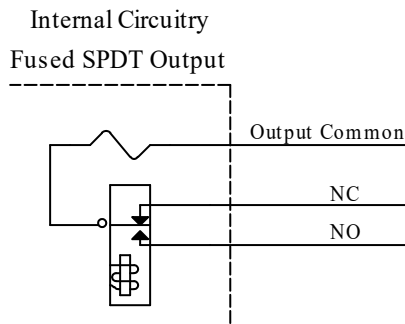 Internal Circuitry
Fused SPDT Output
Output Common
NC
NO